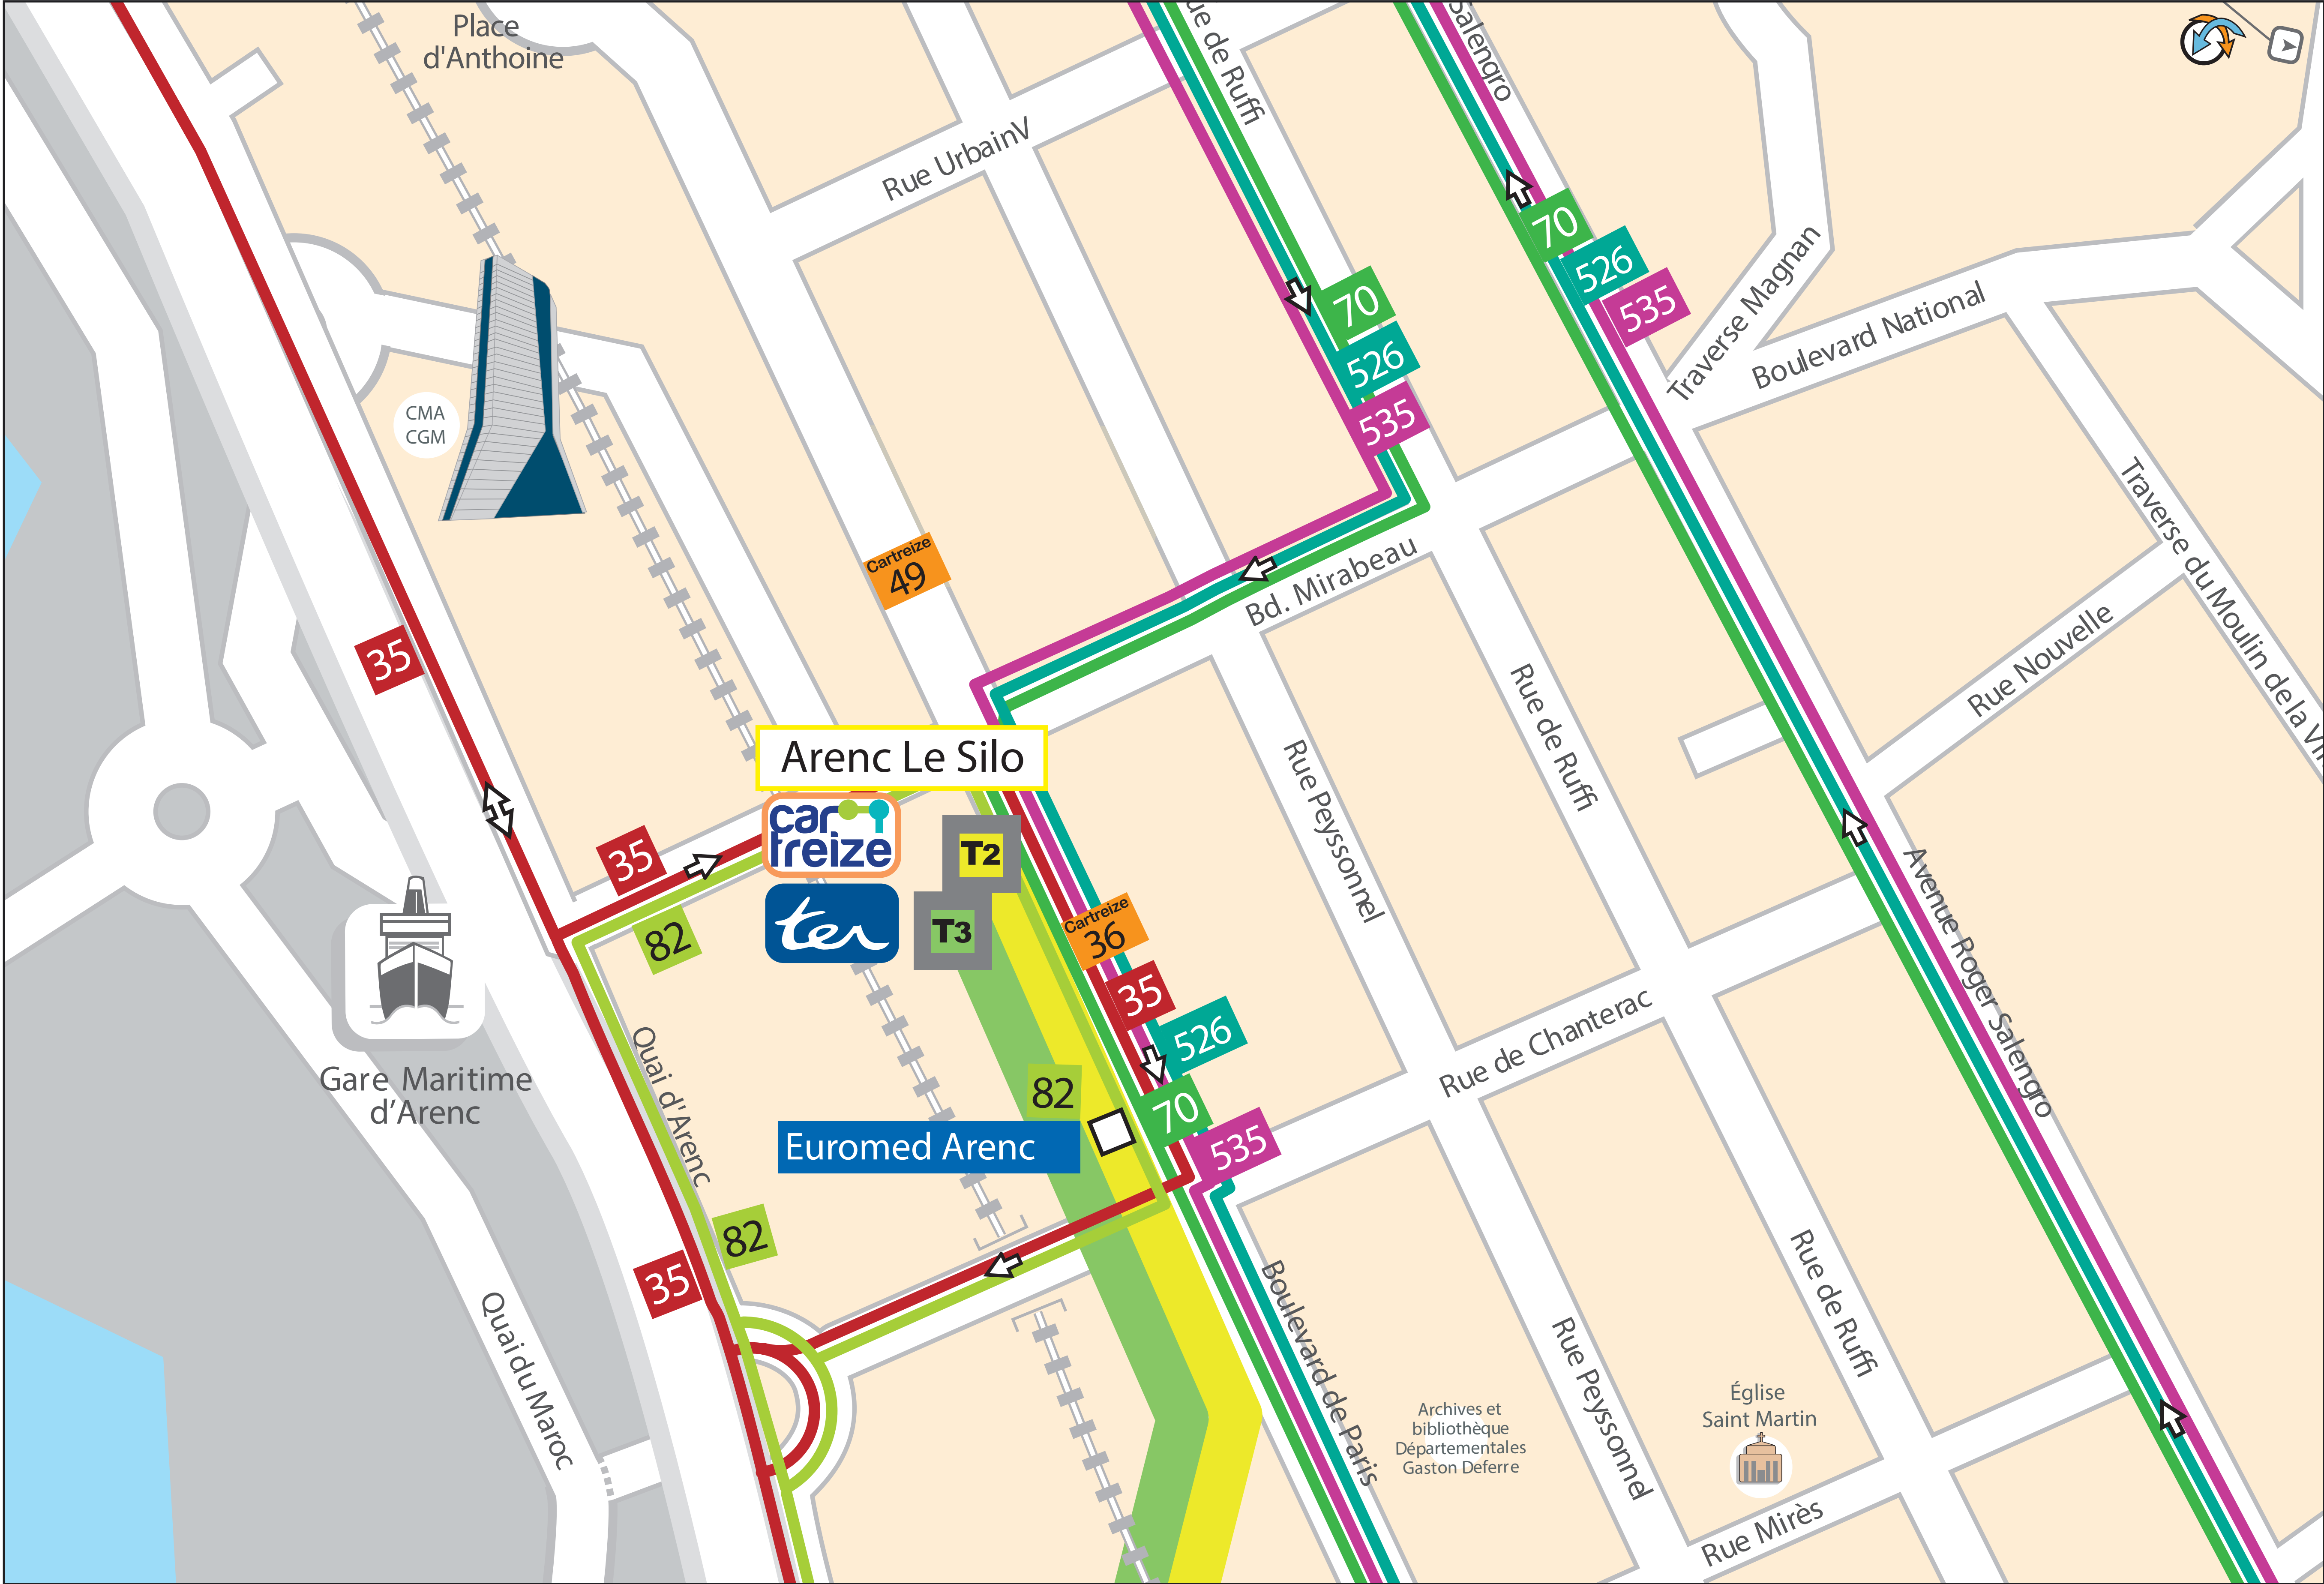 Place
d'Anthoine
Rue de Ruffi
Salengro
Rue UrbainV
70
526
535
70
526
535
Traverse Magnan
Boulevard National
CMA
CGM
Traverse du Moulin de la
Cartreize
49
Bd. Mirabeau
Rue Nouvelle
35
Rue de Ruffi
Arenc Le Silo
Rue Peyssonnel
car
treize
T2
35
82
ter
T3
Cartreize
36
35
526
Avenue Roger Salengro
Rue de Chanterac
Quai d'Arenc
Gare Maritime
d’Arenc
82
70
Euromed Arenc
535
82
35
Boulevard de Paris
Rue de Ruffi
Quai du Maroc
Rue Peyssonnel
Archives et
bibliothèque
Départementales
Gaston Deferre
Église
Saint Martin
Rue Mirès